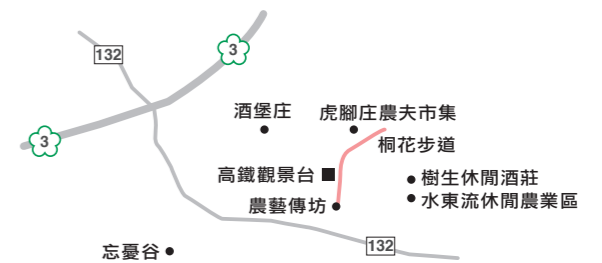 3
132
3
酒堡庄
虎腳庄農夫市集
桐花步道
高鐵觀景台
樹生休閒酒莊
農藝傳坊
水東流休閒農業區
132
忘憂谷